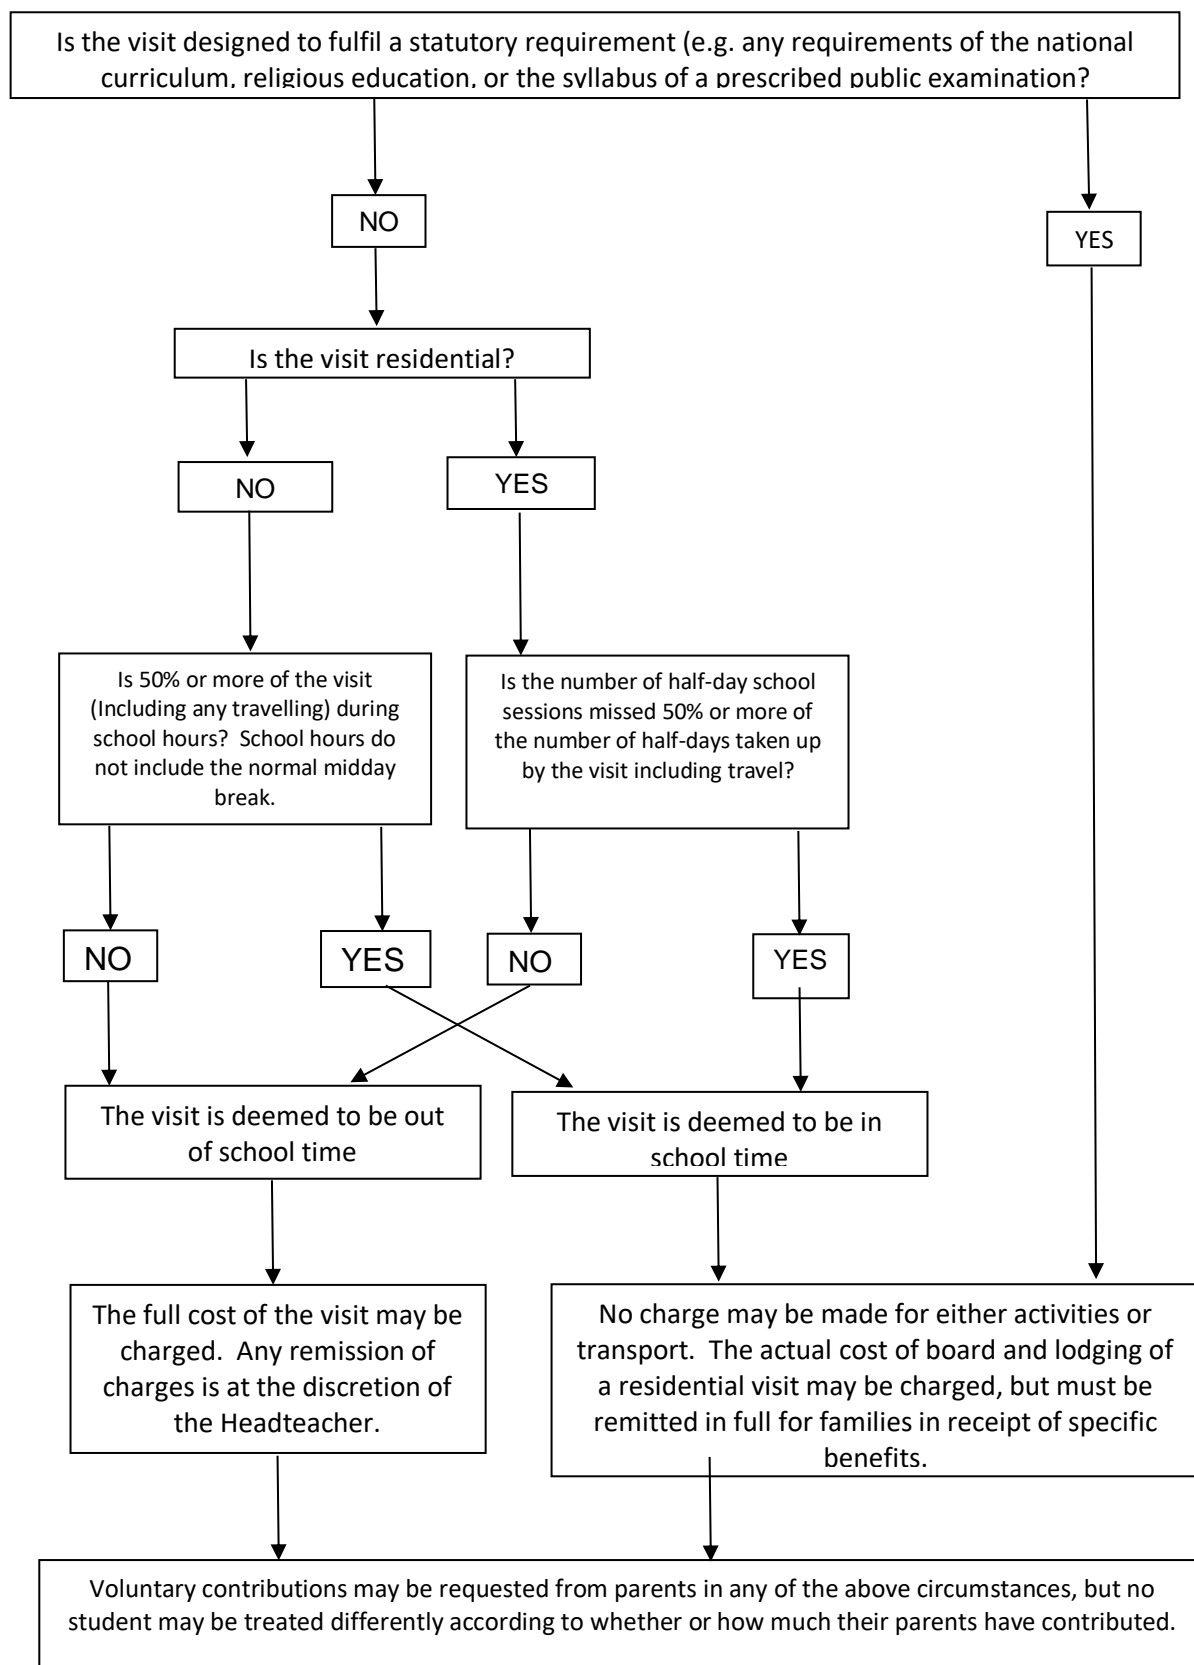 Is the visit designed to fulfil a statutory requirement (e.g. any requirements of the national
curriculum, religious education, or the syllabus of a prescribed public examination?
NO
YES
Is the visit residential?
NO
YES
Is 50% or more of the visit
(Including any travelling) during
school hours? School hours do
not include the normal midday
break.
Is the number of half-day school
sessions missed 50% or more of
the number of half-days taken up
by the visit including travel?
NO
YES
NO
YES
The visit is deemed to be out
of school time
The visit is deemed to be in
school time
The full cost of the visit may be
charged. Any remission of
charges is at the discretion of
the Headteacher.
No charge may be made for either activities or
transport. The actual cost of board and lodging of
a residential visit may be charged, but must be
remitted in full for families in receipt of specific
benefits.
Voluntary contributions may be requested from parents in any of the above circumstances, but no
student may be treated differently according to whether or how much their parents have contributed.